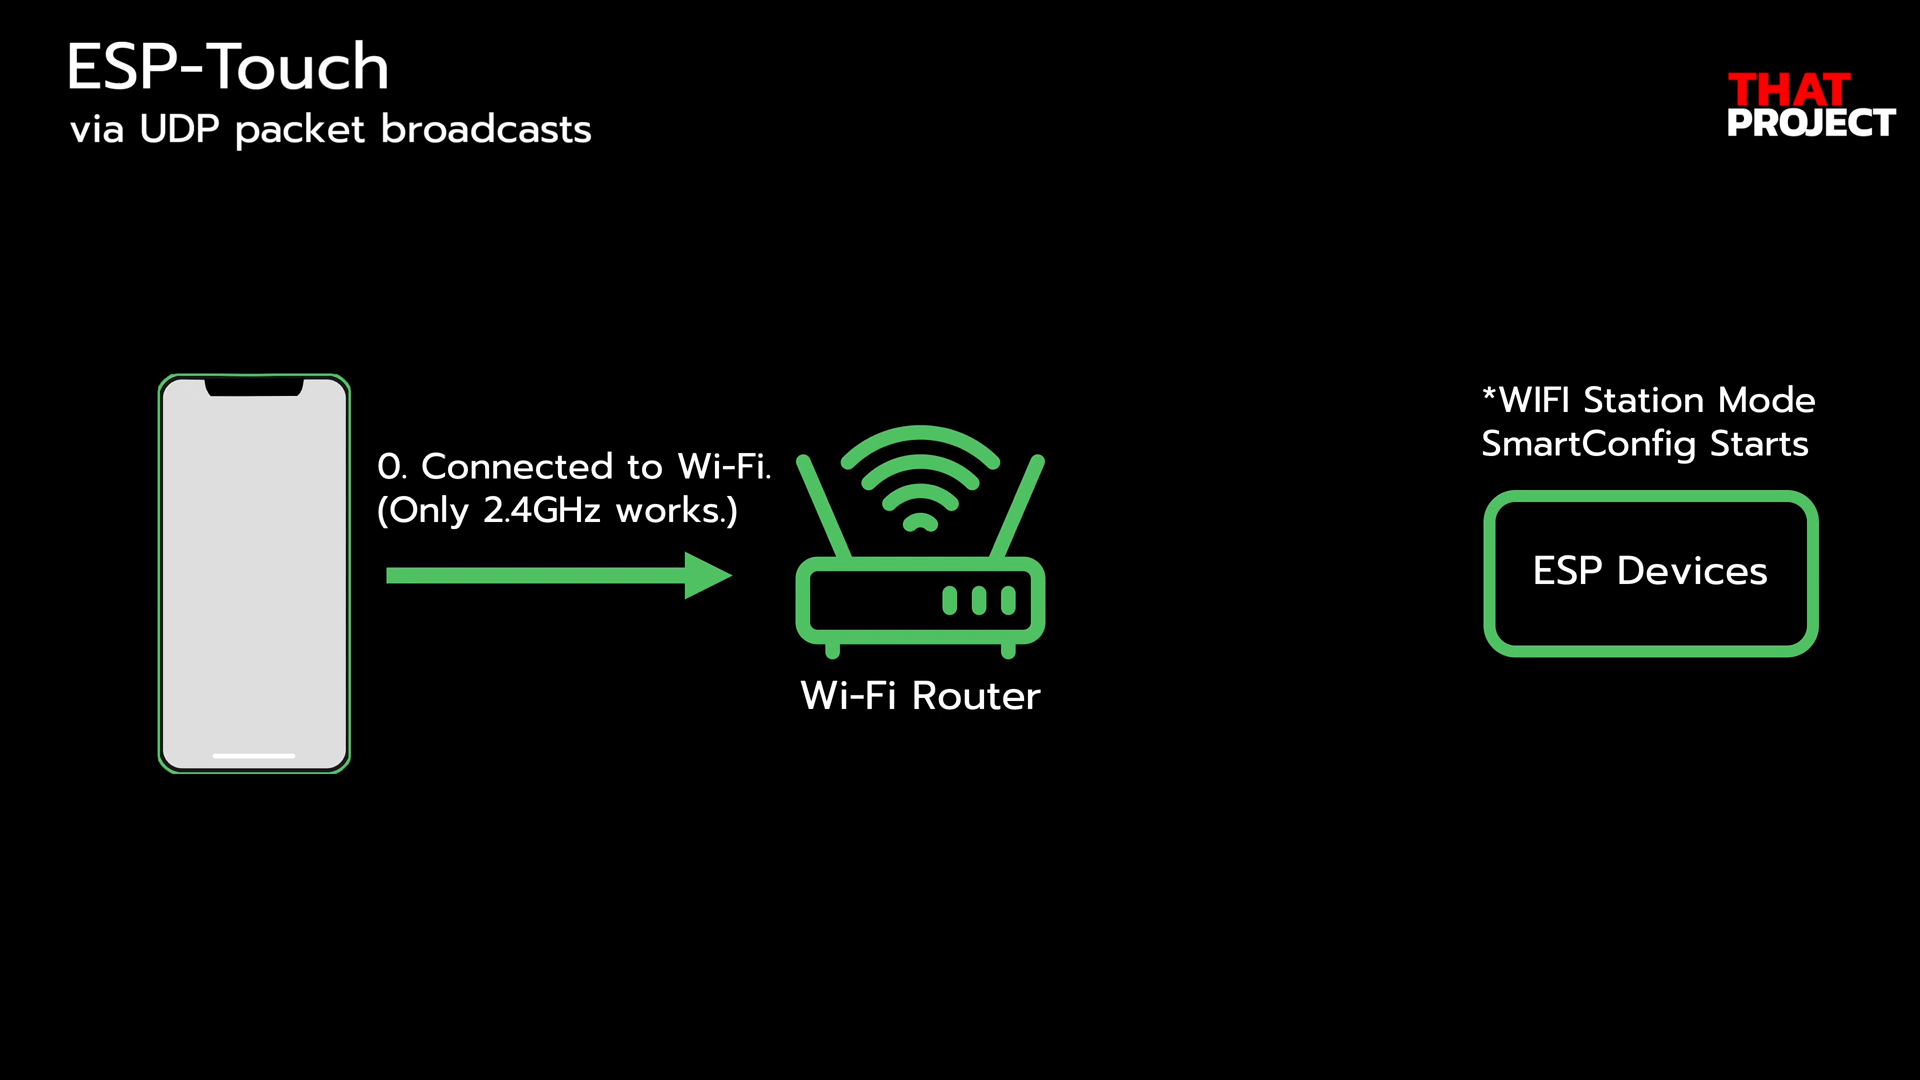 ESP-Touch
via UDP packet broadcasts
THAT
PROJECT
0. Connected to Wi-Fi.
(Only 2.4GHz works.)
Wi-Fi Router
*WIFI Station Mode
SmartConfig Starts
ESP Devices